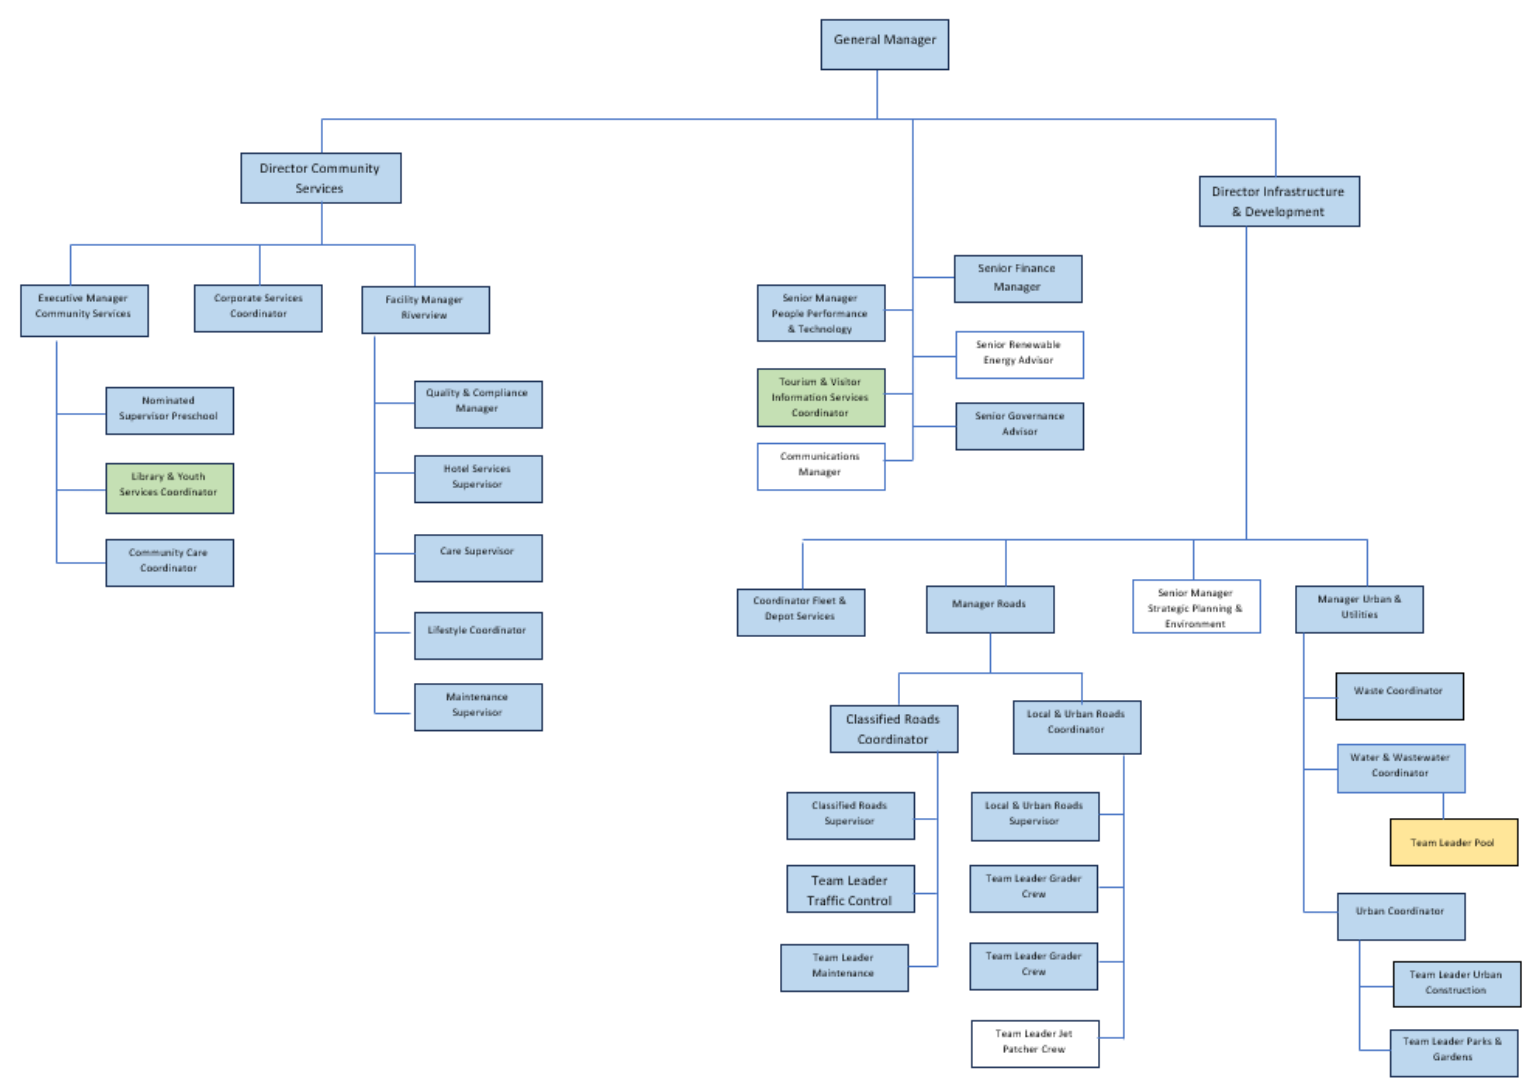 General Manager
Director Community
Services
Director Infrastructure
& Development
Executive Manager
Community Services
Corporate Services
Coordinator
Facility Manager
Riverview
Nominated
Supervisor Preschool
Library & Youth
Services Coordinator
Community Care
Coordinator
Quality & Compliance
Manager
Hotel Services
Supervisor
Care Supervisor
Lifestyle Coordinator
Maintenance
Supervisor
Senior Finance
Manager
Senior Manager
People Performance
& Technology
Senior Renewable
Energy Advisor
Tourism & Visitor
Information Services
Coordinator
Senior Governance
Advisor
Communications
Manager
Coordinator Fleet &
Depot Services
Manager Roads
Senior Manager
Strategic Planning &
Environment
Manager Urban &
Utilities
Classified Roads
Coordinator
Local & Urban Roads
Coordinator
Classified Roads
Supervisor
Team Leader
Traffic Control
Team Leader
Maintenance
Local & Urban Roads
Supervisor
Team Leader Grader
Crew
Team Leader Grader
Crew
Team Leader Jet
Patcher Crew
Waste Coordinator
Water & Wastewater
Coordinator
Team Leader Pool
Urban Coordinator
Team Leader Urban
Construction
Team Leader Parks &
Gardens